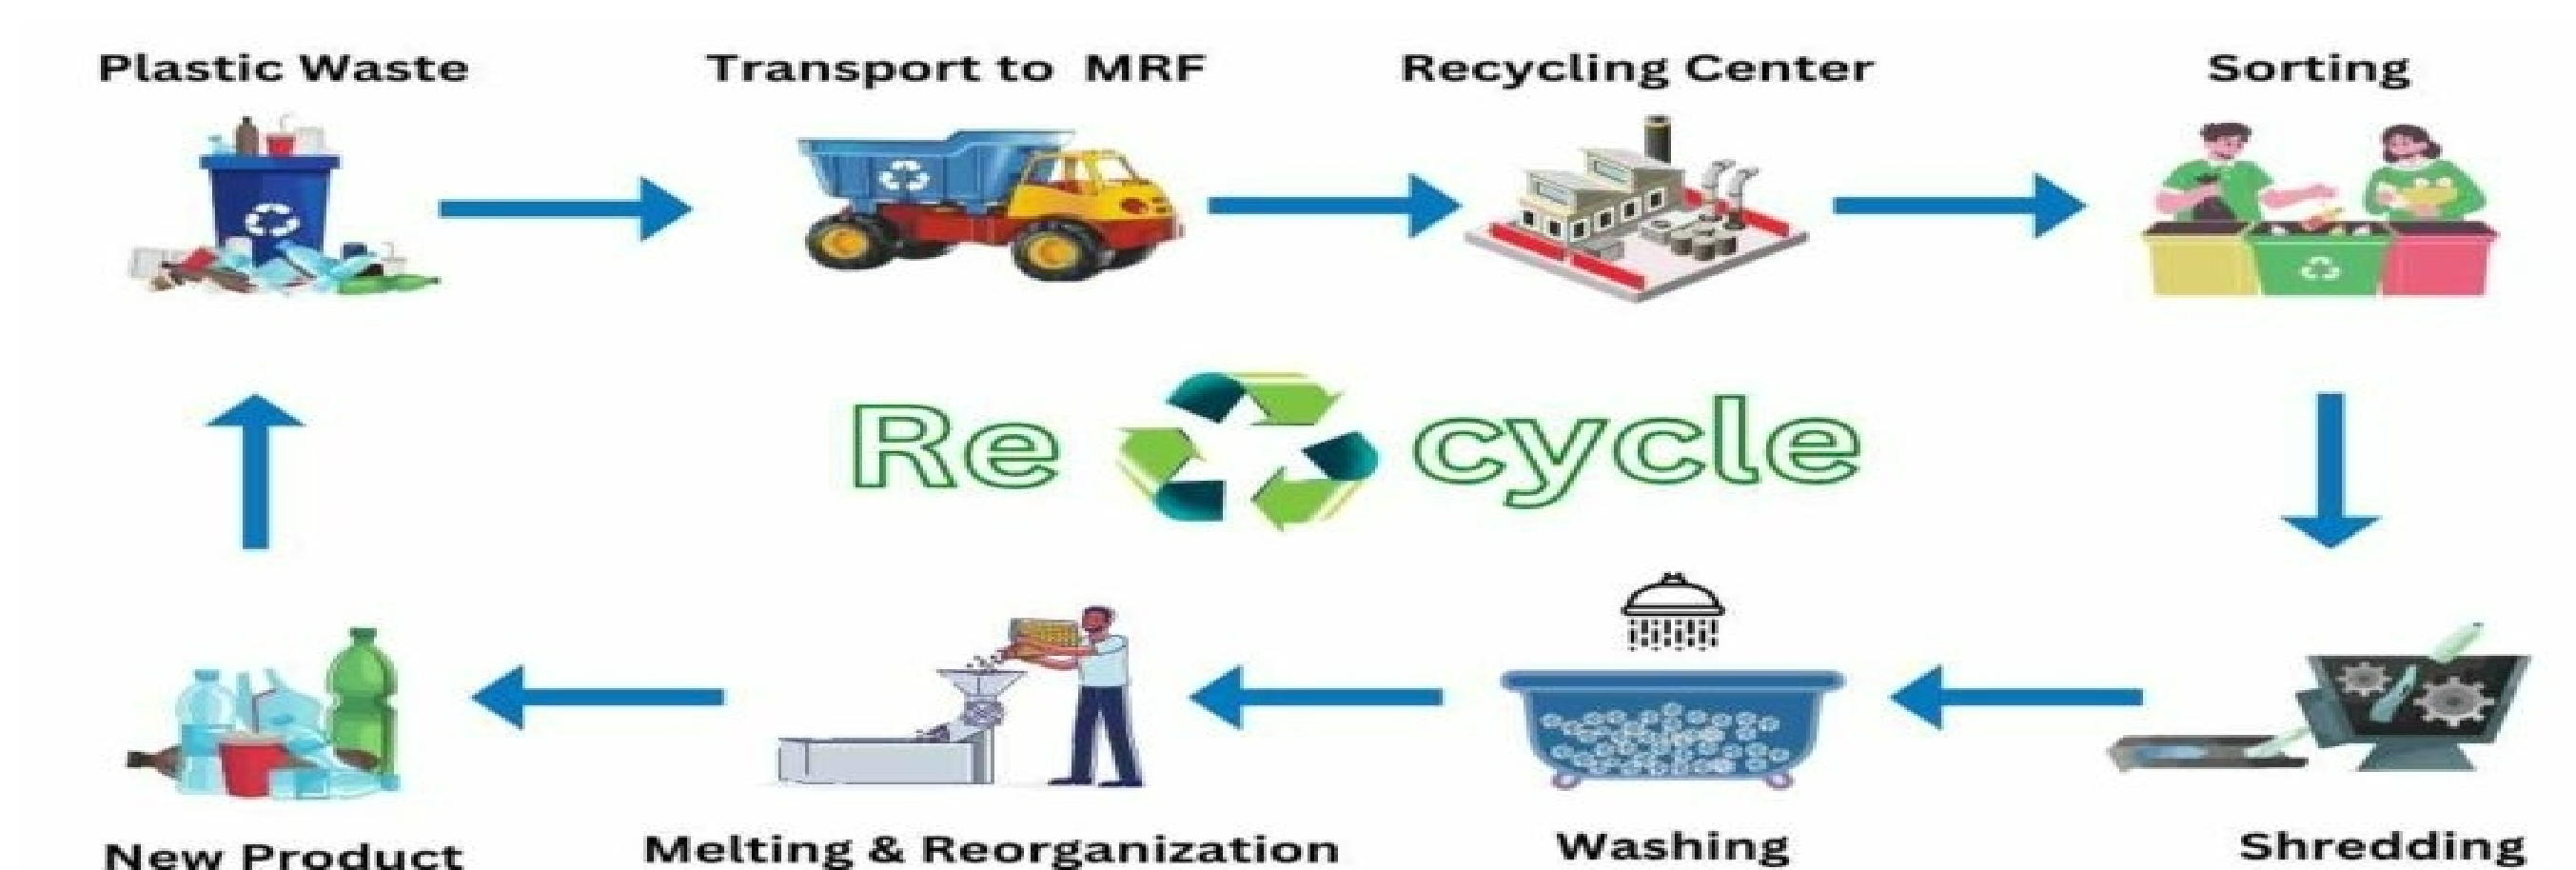 Plastic Waste
Transport to MRF
Recycling Center
Sorting
Re cycle
New Product
Melting & Reorganization
Washing
Shredding